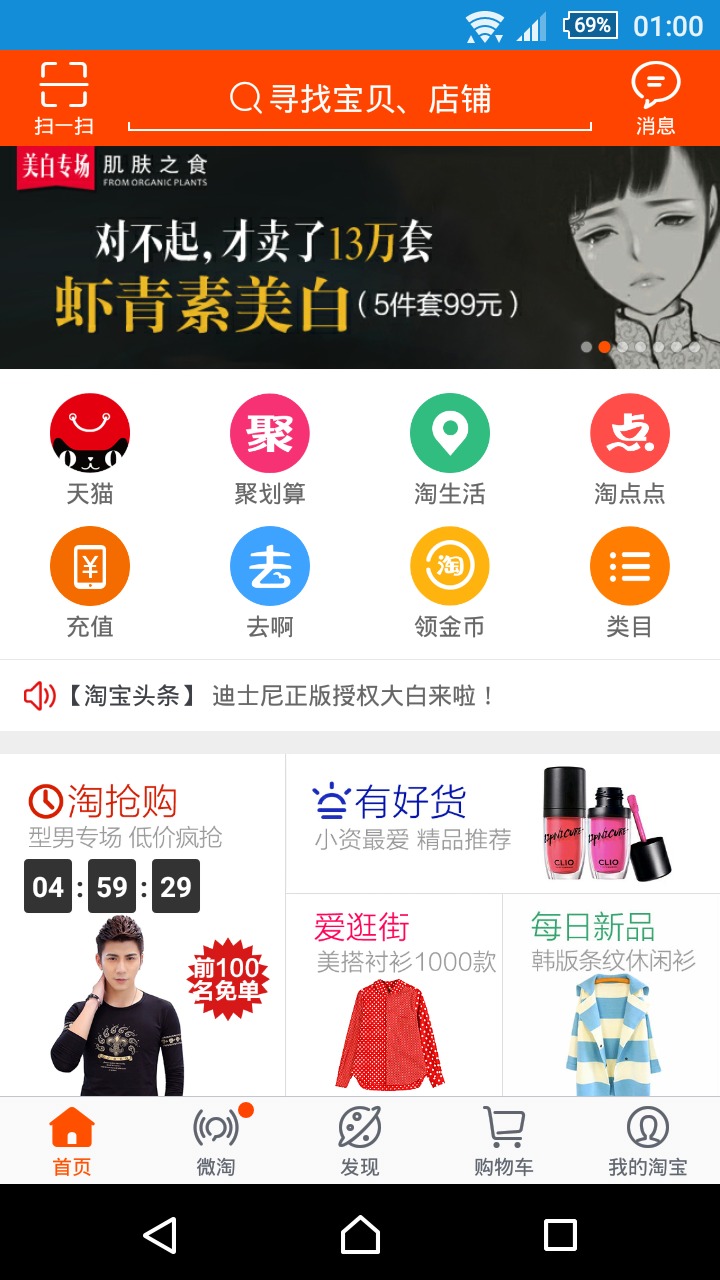 69% 01:00
扫一扫
寻找宝贝、店铺
消息
美白专场 肌肤之食
FROM ORGANIC PLANTS
对不起,才卖了13万套
虾青素美白(5件套99元)
天猫 聚划算 淘生活 淘点点
聚
点
¥
去
淘
充值 去啊 领金币 类目
【淘宝头条】 迪士尼正版授权大白来啦!
淘抢购
型男专场 低价疯抢
04:59:29
前100
名免单
有好货
小资最爱 精品推荐
CLIO
CLIO
爱逛街
美搭衬衫1000款
每日新品
韩版条纹休闲衫
首页 微淘 发现 购物车 我的淘宝